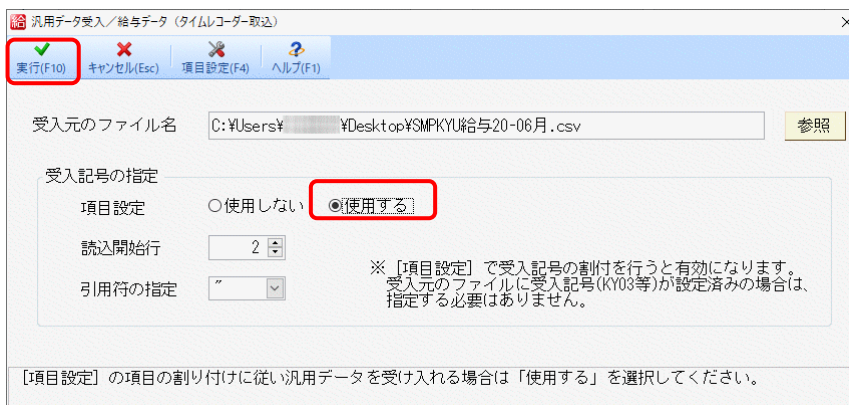 給 汎用データ受入／給与データ（タイムレコーダー取込）
実行(F10) キャンセル(Esc) 項目設定(F4) ヘルプ(F1)
受入元のファイル名 C:¥Users¥ ¥Desktop¥SMPKYU給与20-06月.csv 参照
受入記号の指定
項目設定 使用しない 使用する
読込開始行 2
引用符の指定 ”
※［項目設定］で受入記号の割付を行うと有効になります。
受入元のファイルに受入記号(KY03等)が設定済みの場合は、
指定する必要はありません。
［項目設定］の項目の割り付けに従い汎用データを受け入れる場合は「使用する」を選択してください。